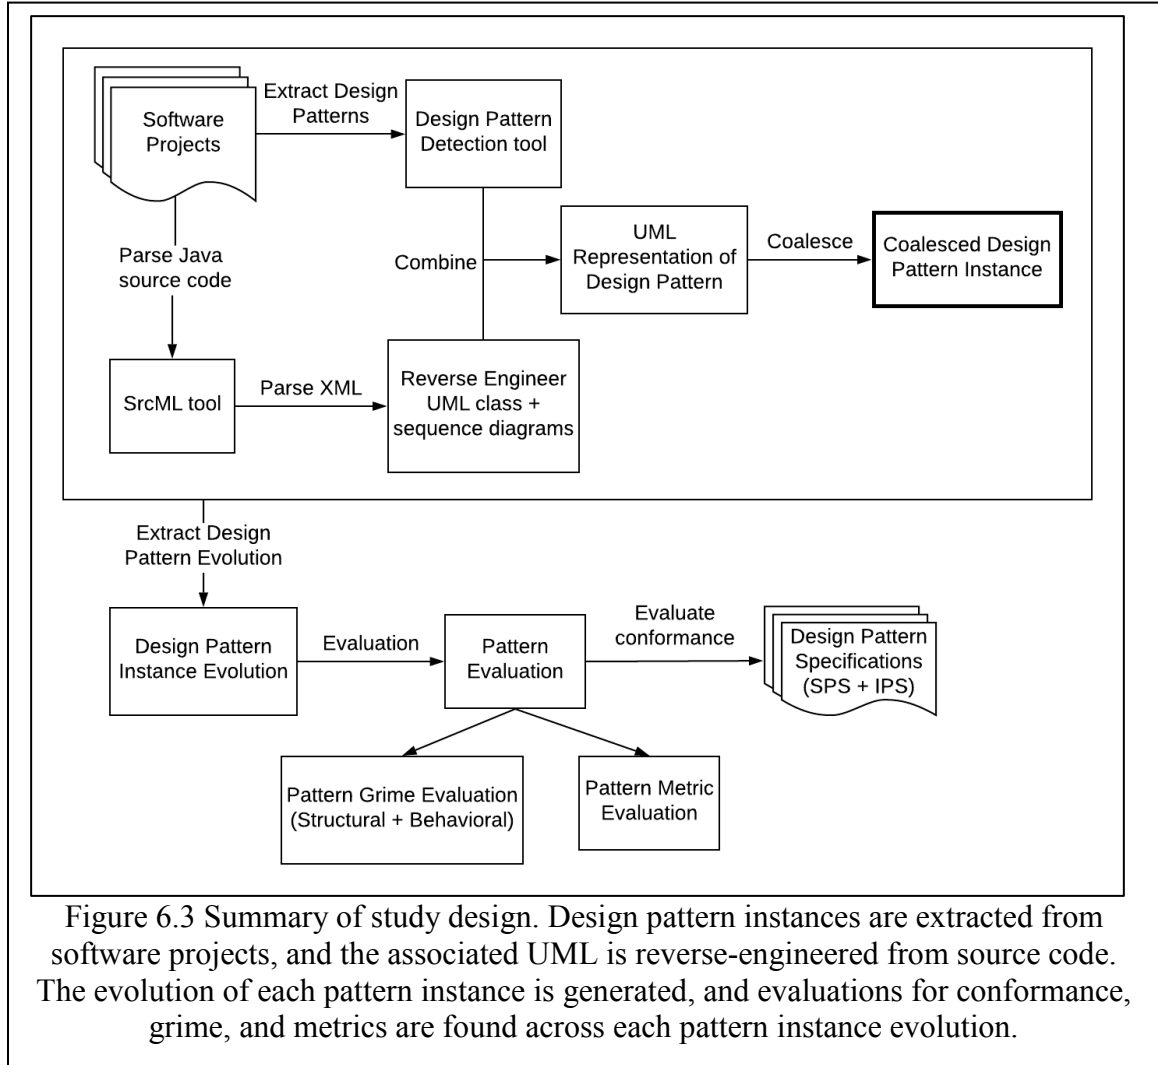 Software
Projects
Extract Design
Patterns
Design Pattern
Detection tool
Parse Java
source code
Combine
UML
Representation of
Design Pattern
Coalesce
Coalesced Design
Pattern Instance
SrcML tool
Parse XML
Reverse Engineer
UML class +
sequence diagrams
Extract Design
Pattern Evolution
Design Pattern
Instance Evolution
Evaluation
Pattern
Evaluation
Evaluate
conformance
Design Pattern
Specifications
(SPS + IPS)
Pattern Grime Evaluation
(Structural + Behavioral)
Pattern Metric
Evaluation
Figure 6.3 Summary of study design. Design pattern instances are extracted from
software projects, and the associated UML is reverse-engineered from source code.
The evolution of each pattern instance is generated, and evaluations for conformance,
grime, and metrics are found across each pattern instance evolution.